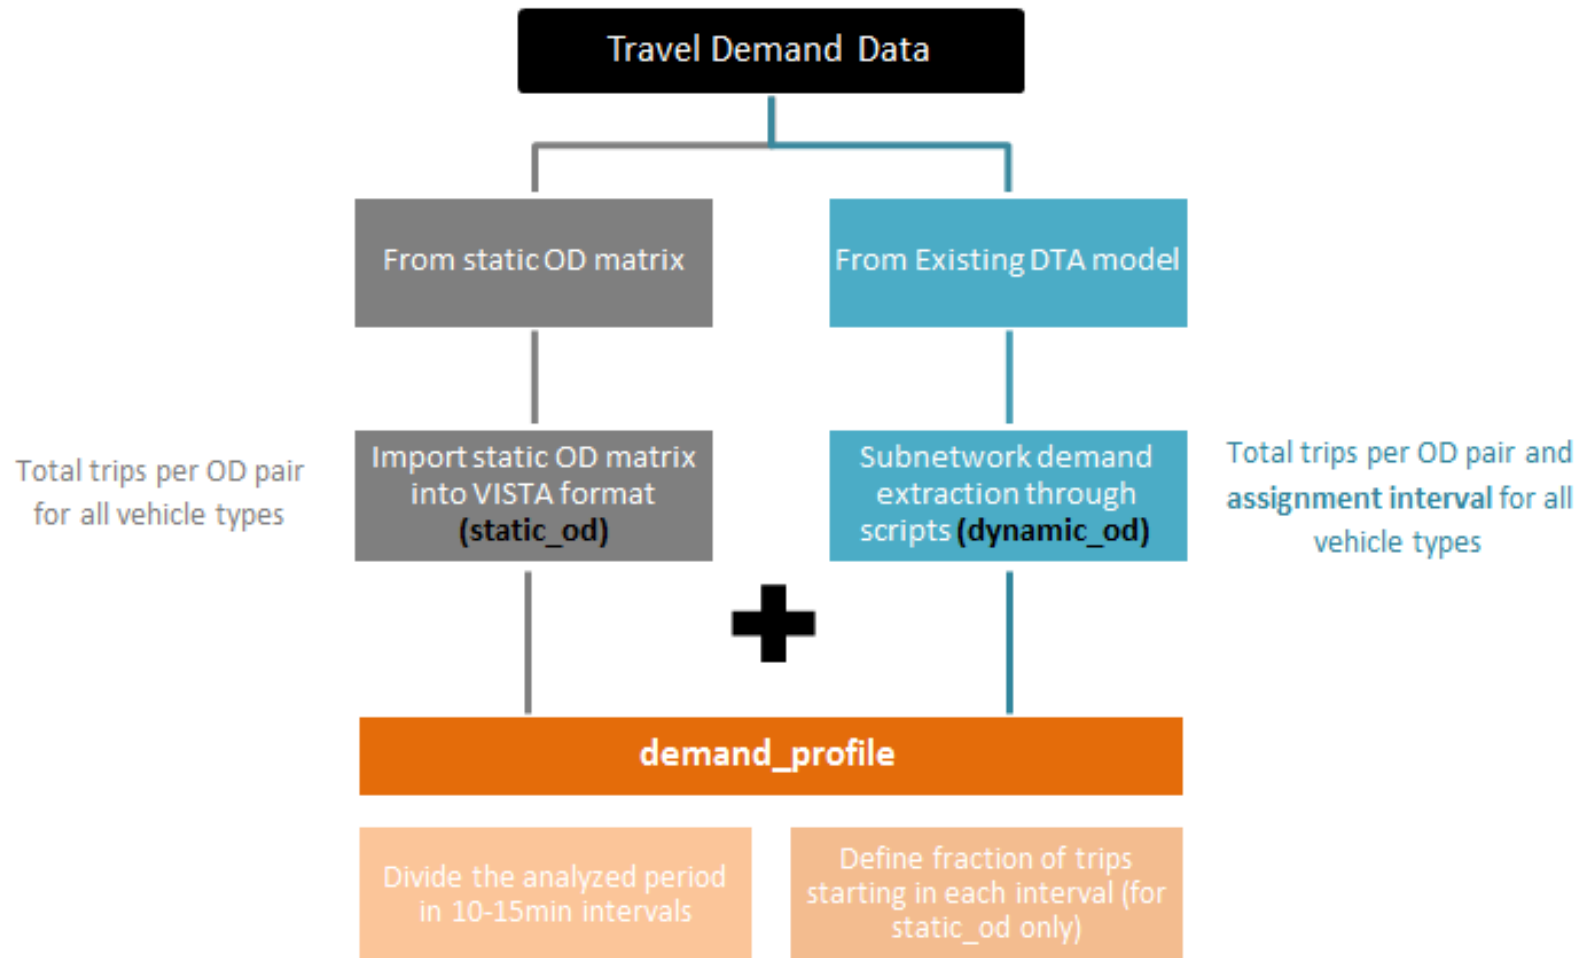 Travel Demand Data
From static OD matrix
From Existing DTA model
Total trips per OD pair
for all vehicle types
Import static OD matrix
into VISTA format
(static_od)
Subnetwork demand
extraction through
scripts (dynamic_od)
Total trips per OD pair and
assignment interval for all
vehicle types
demand_profile
Divide the analyzed period
in 10-15min intervals
Define fraction of trips
starting in each interval (for
static_od only)